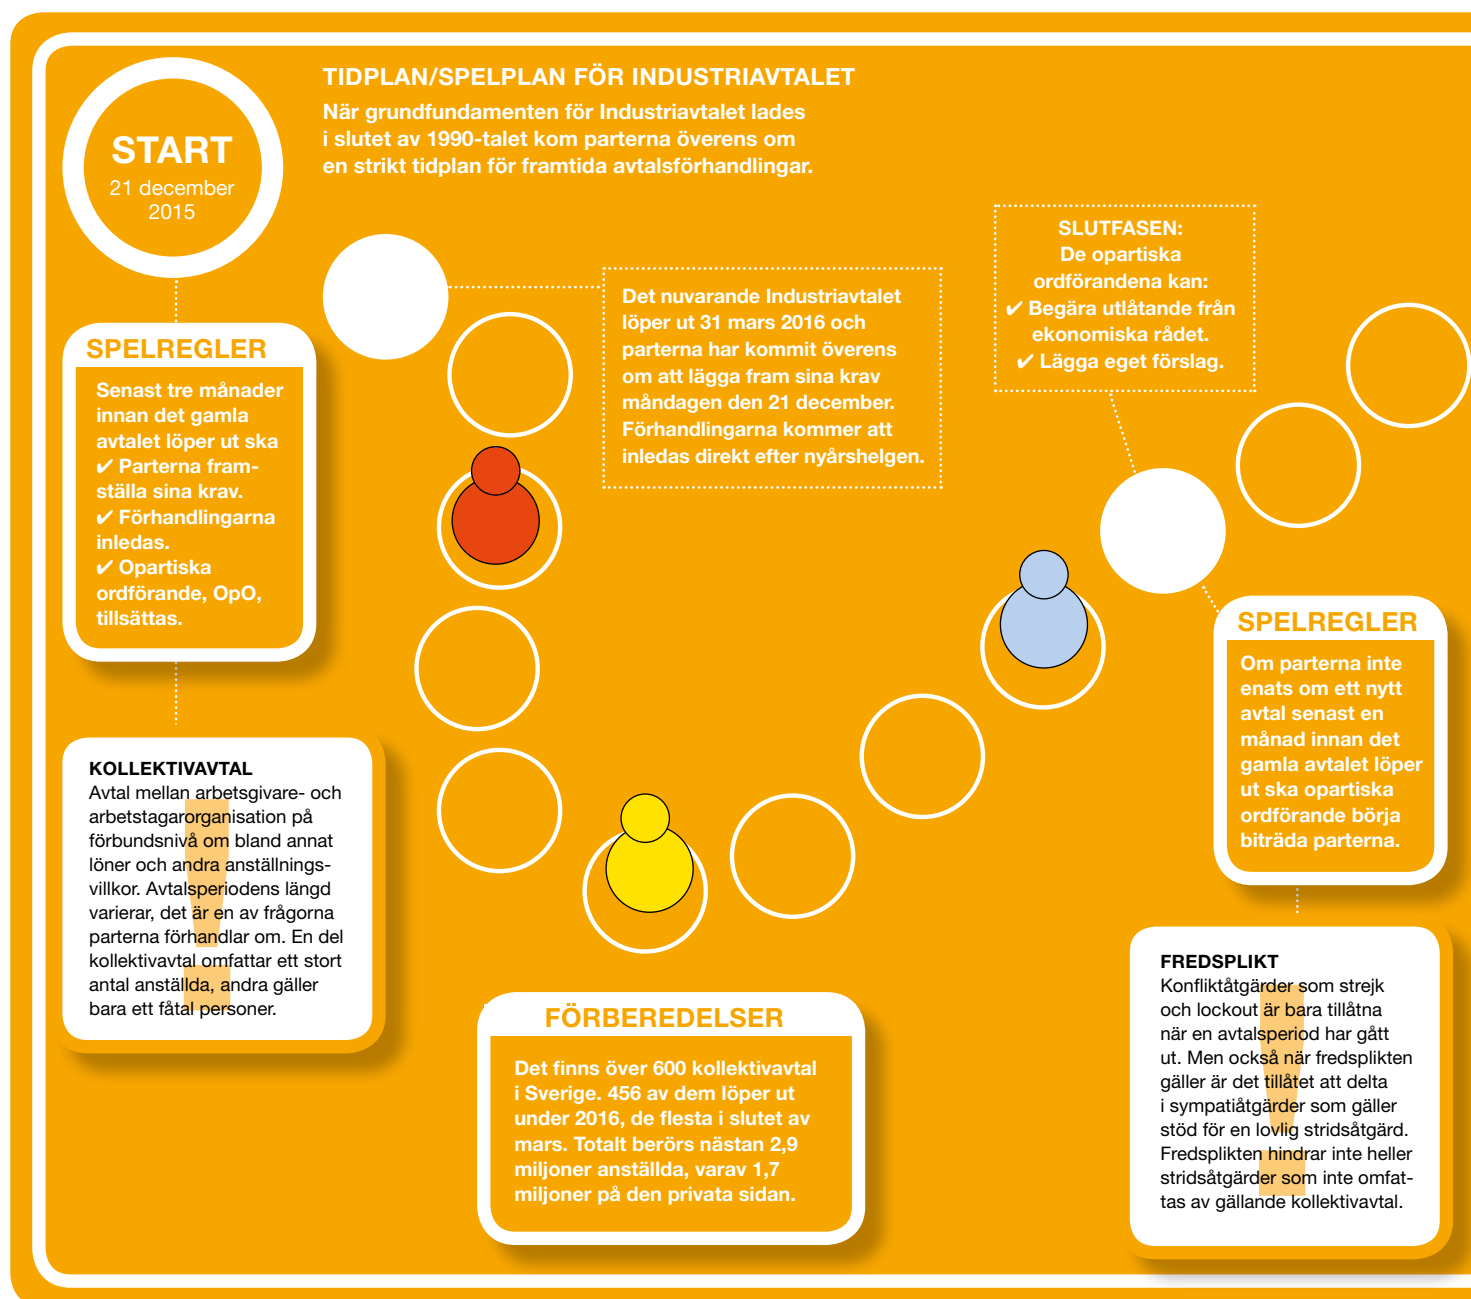 START
21 december
2015
TIDPLAN/SPELPLAN FÖR INDUSTRIAVTALET
När grundfundamenten för Industriavtalet lades
i slutet av 1990-talet kom parterna överens om
en strikt tidplan för framtida avtalsförhandlingar.
SPELREGLER
Senast tre månader
innan det gamla
avtalet löper ut ska
✔ Parterna fram-
ställa sina krav.
✔ Förhandlingarna
inledas.
✔ Opartiska
ordförande, OpO,
tillsättas.
KOLLEKTIVAVTAL
Avtal mellan arbetsgivare- och
arbetstagarorganisation på
förbundsnivå om bland annat
löner och andra anställnings-
villkor. Avtalsperiodens längd
varierar, det är en av frågorna
parterna förhandlar om. En del
kollektivavtal omfattar ett stort
antal anställda, andra gäller
bara ett fåtal personer.
Det nuvarande Industriavtalet
löper ut 31 mars 2016 och
parterna har kommit överens
om att lägga fram sina krav
måndagen den 21 december.
Förhandlingarna kommer att
inledas direkt efter nyårshelgen.
FÖRBEREDELSER
Det finns över 600 kollektivavtal
i Sverige. 456 av dem löper ut
under 2016, de flesta i slutet av
mars. Totalt berörs nästan 2,9
miljoner anställda, varav 1,7
miljoner på den privata sidan.
SLUTFASEN:
De opartiska
ordförandena kan:
✔ Begära utlåtande från
ekonomiska rådet.
✔ Lägga eget förslag.
SPELREGLER
Om parterna inte
enats om ett nytt
avtal senast en
månad innan det
gamla avtalet löper
ut ska opartiska
ordförande börja
biträda parterna.
FREDSPLIKT
Konfliktåtgärder som strejk
och lockout är bara tillåtna
när en avtalsperiod har gått
ut. Men också när fredsplikten
gäller är det tillåtet att delta
i sympatiåtgärder som gäller
stöd för en lovlig stridsåtgärd.
Fredsplikten hindrar inte heller
stridsåtgärder som inte omfat-
tas av gällande kollektivavtal.